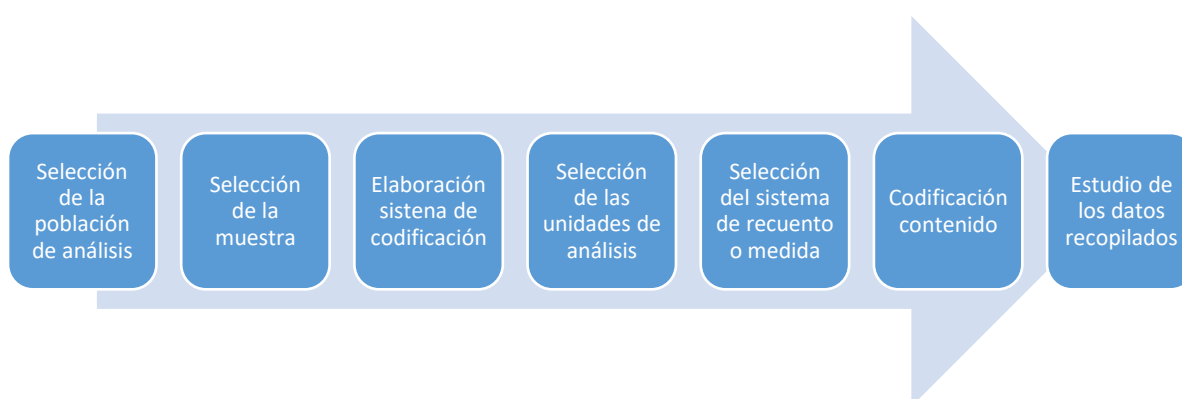 Selección
de la
población
de análisis
Selección
de la
muestra
Elaboración
sistena de
codificación
Selección
de las
unidades de
análisis
Selección
del sistema
de recuento
o medida
Codificación
contenido
Estudio de
los datos
recopilados